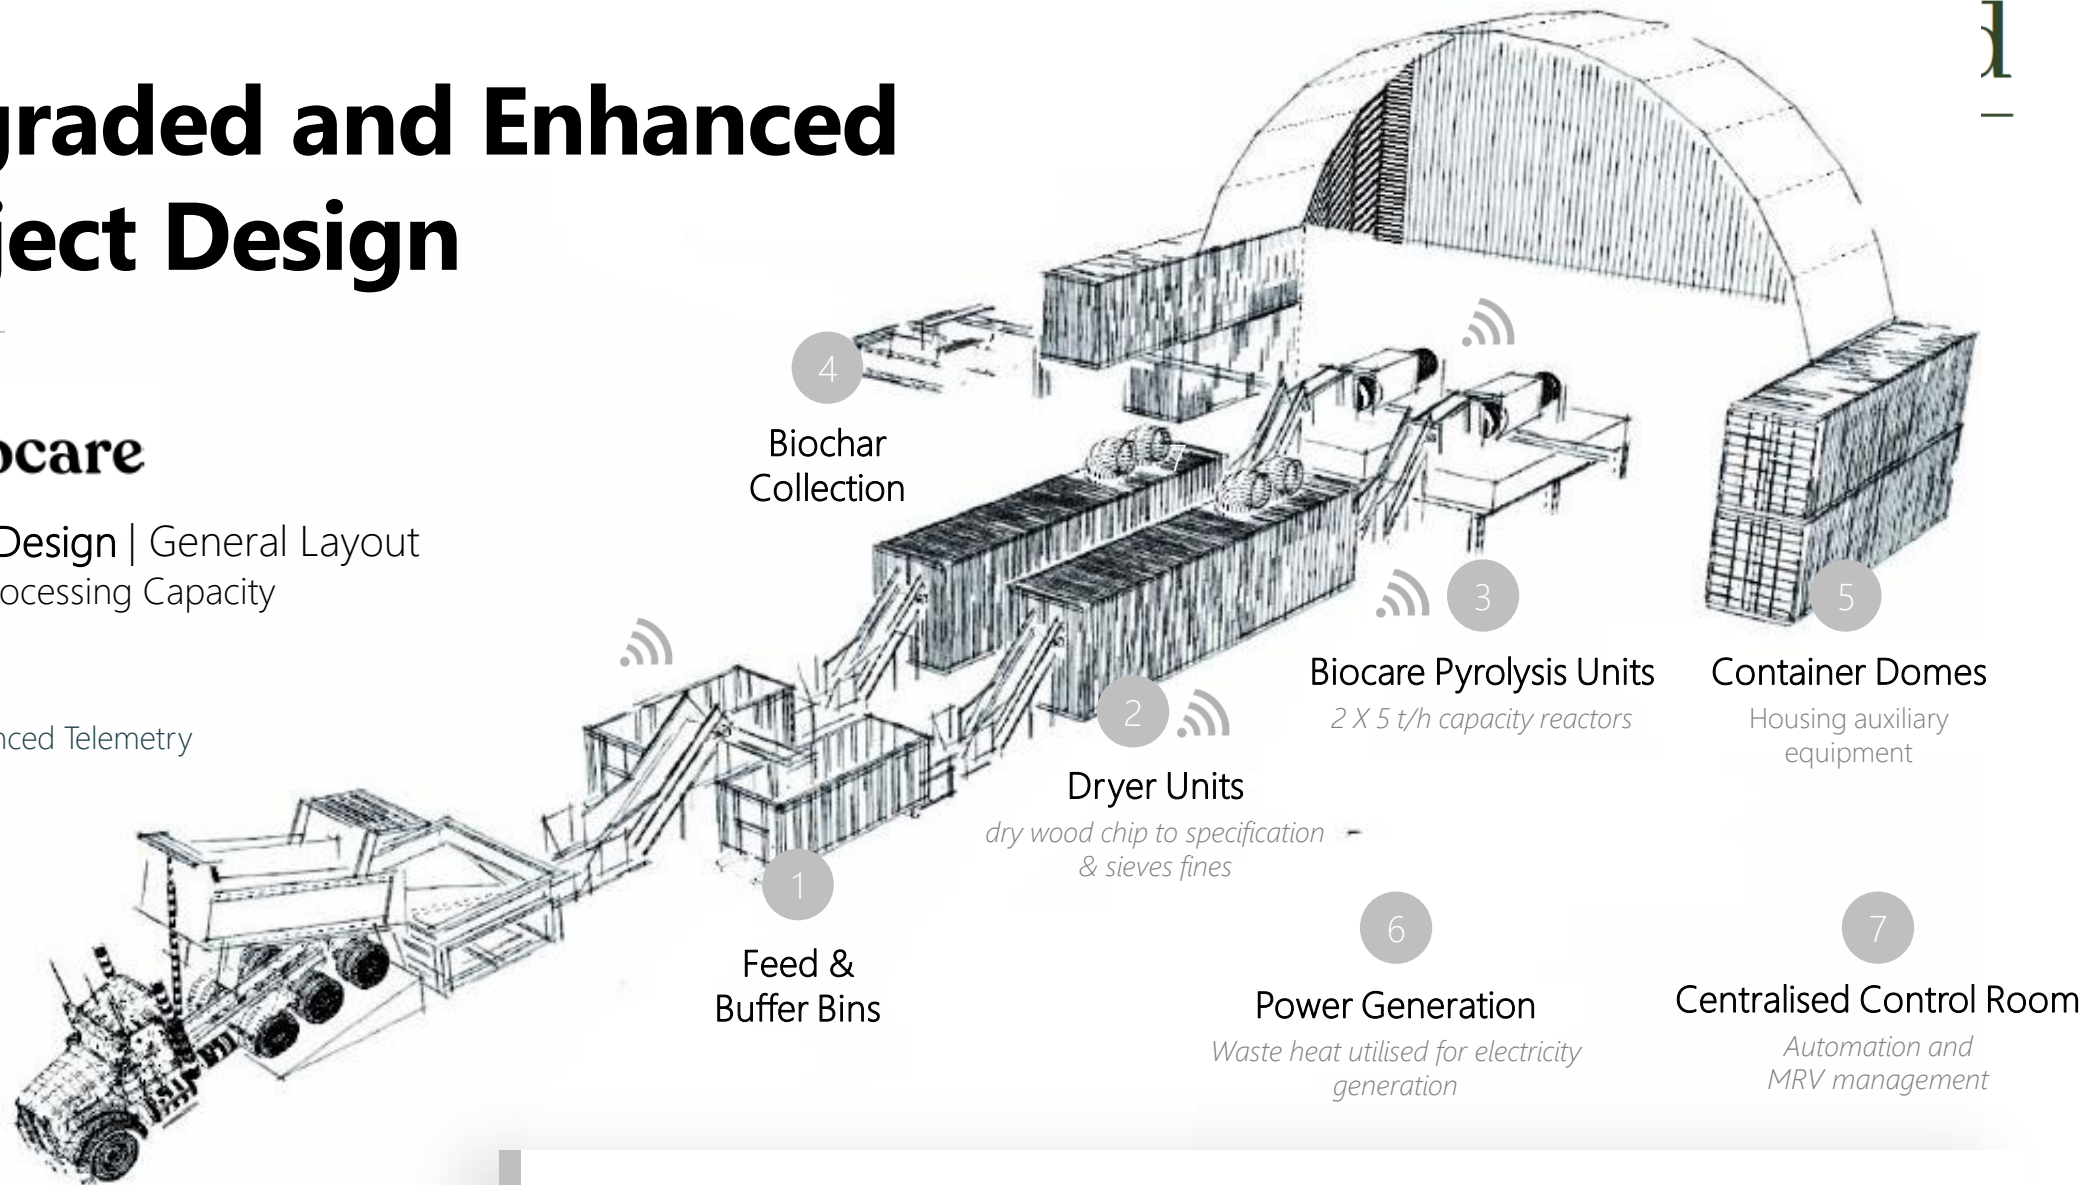 graded and Enhanced
ject Design
ocare
Design | General Layout
ocessing Capacity
nced Telemetry
4
Biochar
Collection
7
3
Biocare Pyrolysis Units
2 X 5 t/h capacity reactors
5
Container Domes
Housing auxiliary
equipment
2
Dryer Units
dry wood chip to specification
& sieves fines
1
Feed &
Buffer Bins
6
Power Generation
Waste heat utilised for electricity
generation
7
Centralised Control Room
Automation and
MRV management
d